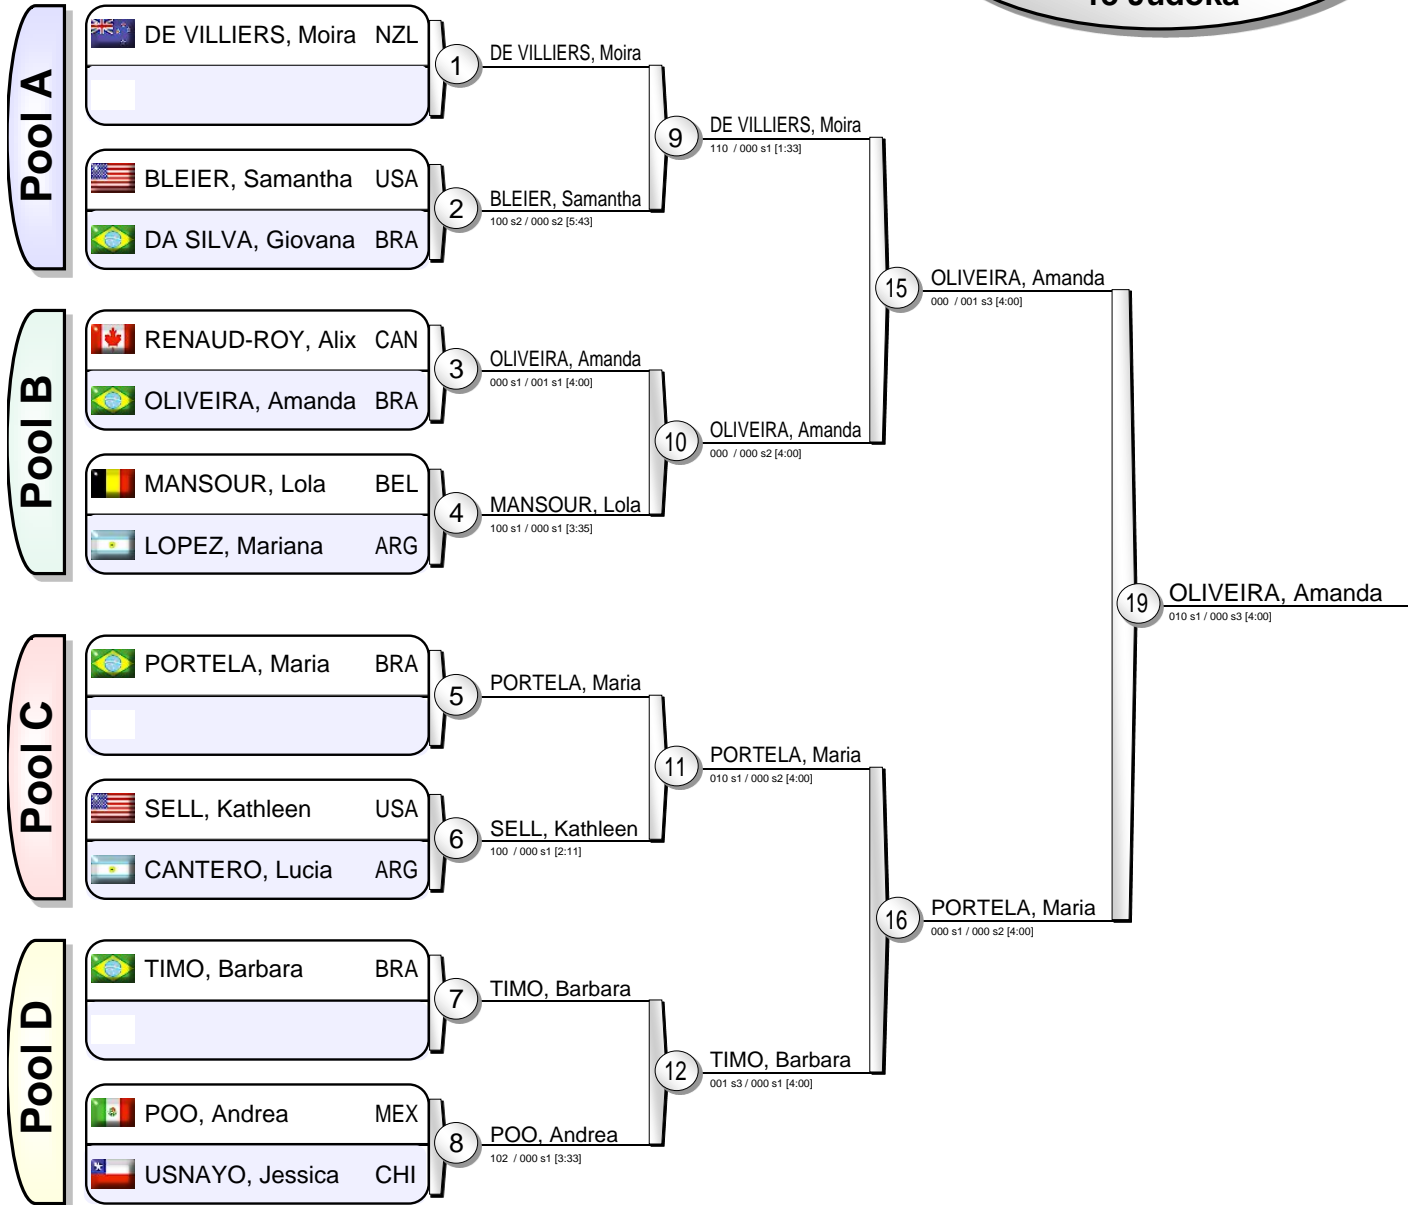 13 Judoka
Pool A
DE VILLIERS, Moira NZL
BLEIER, Samantha USA
DA SILVA, Giovana BRA
Pool B
RENAUD-ROY, Alix CAN
OLIVEIRA, Amanda BRA
MANSOUR, Lola BEL
LOPEZ, Mariana ARG
Pool C
PORTELA, Maria BRA
SELL, Kathleen USA
CANTERO, Lucia ARG
Pool D
TIMO, Barbara BRA
POO, Andrea MEX
USNAYO, Jessica CHI
1
DE VILLIERS, Moira
2
BLEIER, Samantha
100 s2 / 000 s2 [5:43]
3
OLIVEIRA, Amanda
000 s1 / 001 s1 [4:00]
4
MANSOUR, Lola
100 s1 / 000 s1 [3:35]
5
PORTELA, Maria
6
SELL, Kathleen
100 / 000 s1 [2:11]
7
TIMO, Barbara
8
POO, Andrea
102 / 000 s1 [3:33]
9
DE VILLIERS, Moira
110 / 000 s1 [1:33]
10
OLIVEIRA, Amanda
000 / 000 s2 [4:00]
11
PORTELA, Maria
010 s1 / 000 s2 [4:00]
12
TIMO, Barbara
001 s3 / 000 s1 [4:00]
15
OLIVEIRA, Amanda
000 / 001 s3 [4:00]
16
PORTELA, Maria
000 s1 / 000 s2 [4:00]
19
OLIVEIRA, Amanda
010 s1 / 000 s3 [4:00]